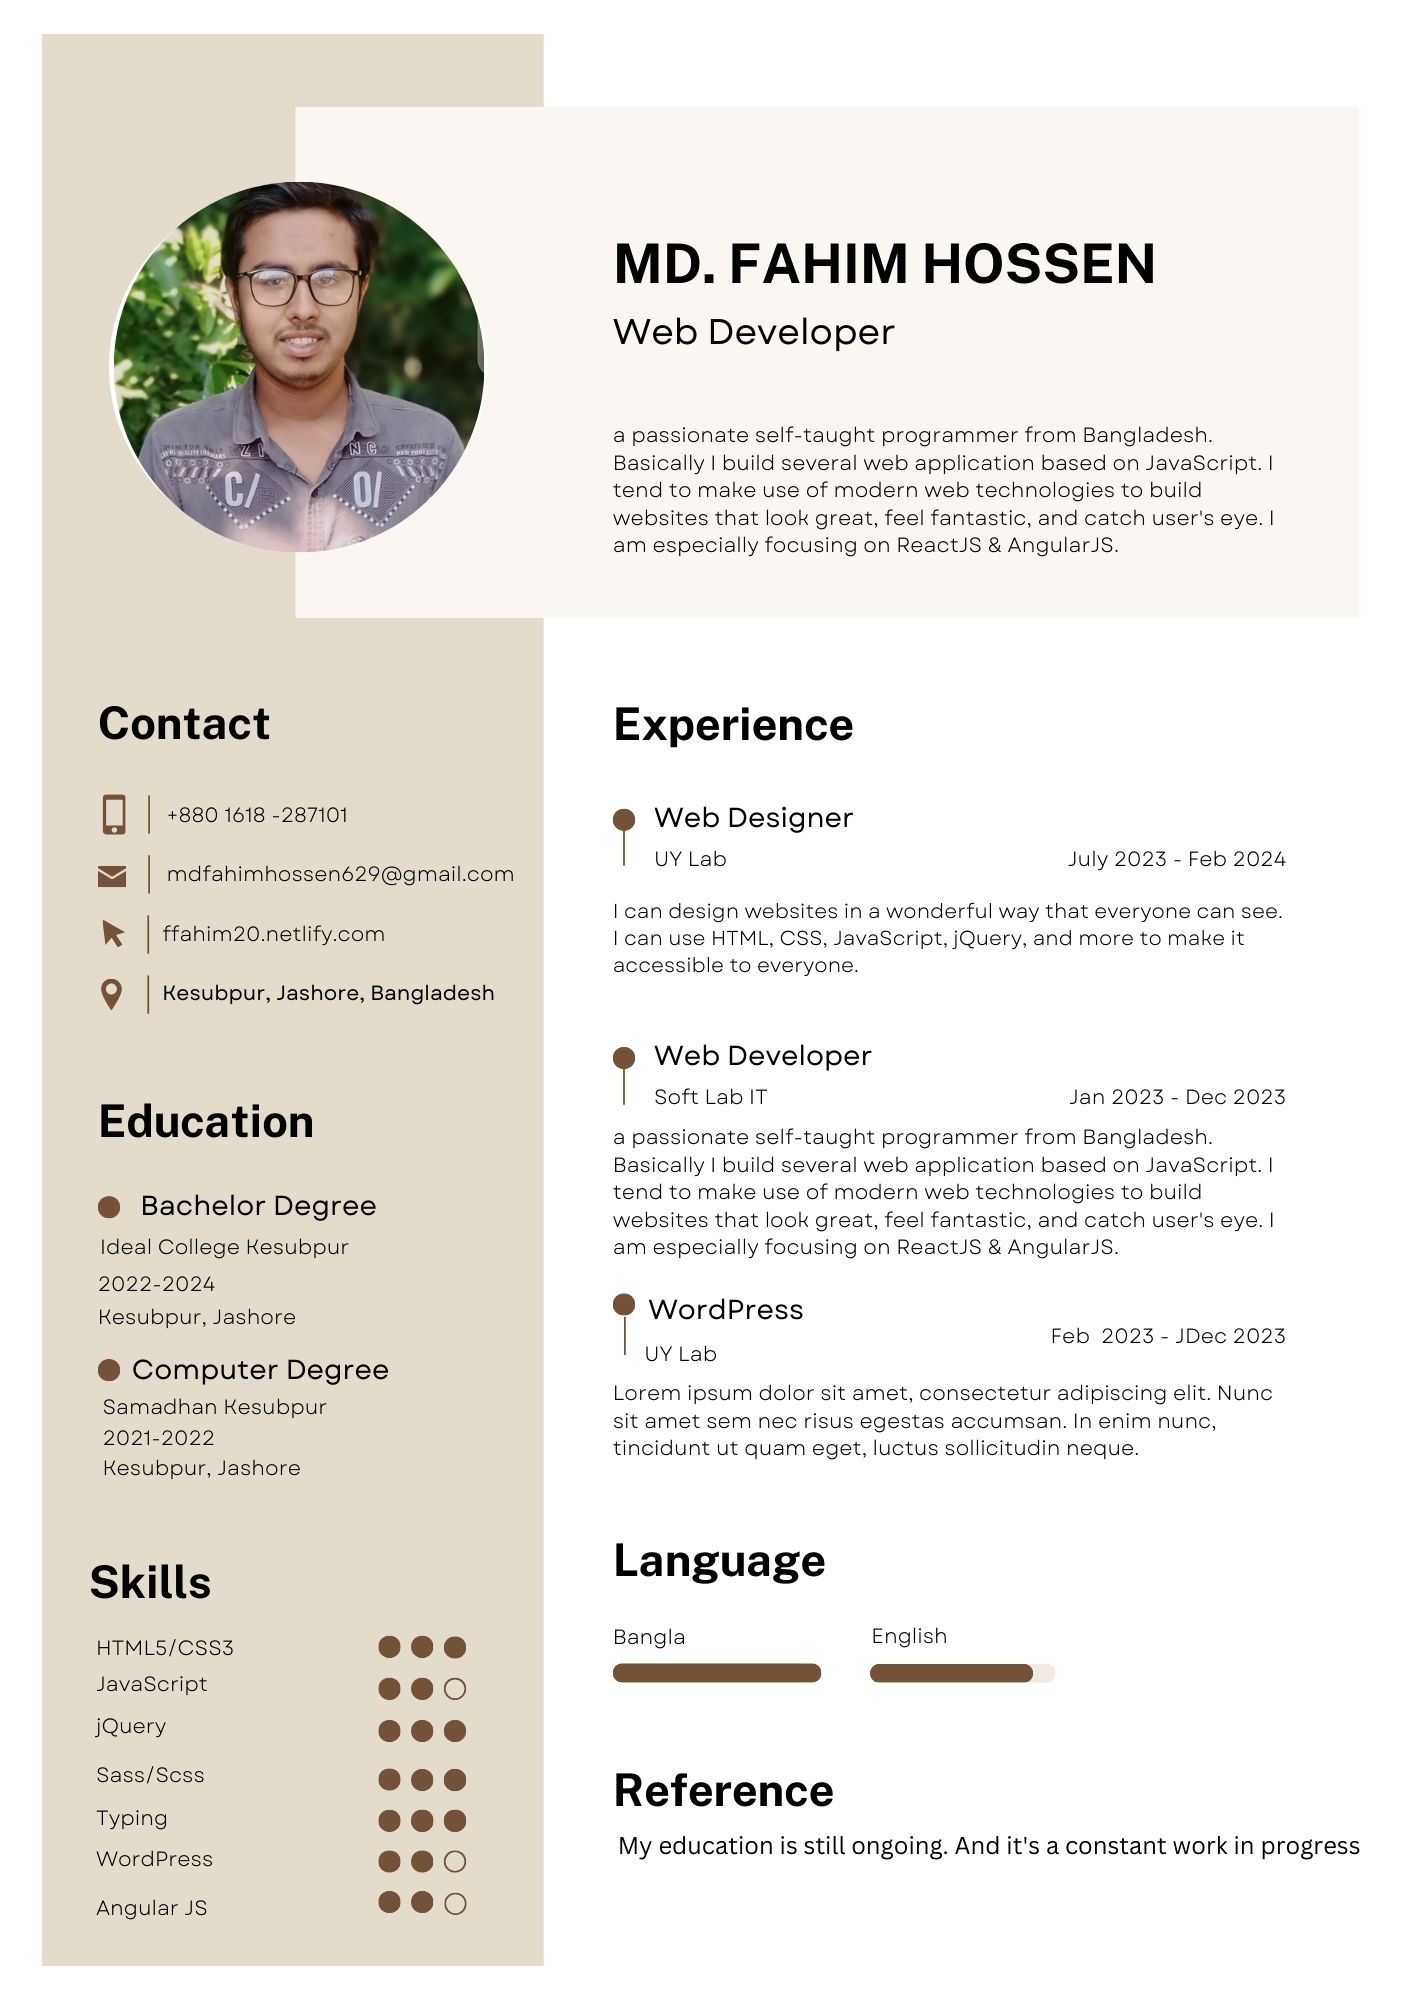 MD. FAHIM HOSSEN
Web Developer
a passionate self-taught programmer from Bangladesh.
Basically I build several web application based on JavaScript. I
tend to make use of modern web technologies to build
websites that look great, feel fantastic, and catch user's eye. I
am especially focusing on ReactJS & AngularJS.
ZI
NC
C/
O/
Contact
+880 1618 -287101
mdfahimhossen629@gmail.com
ffahim20.netlify.com
Kesubpur, Jashore, Bangladesh
Education
Bachelor Degree
Ideal College Kesubpur
2022-2024
Kesubpur, Jashore
Computer Degree
Samadhan Kesubpur
2021-2022
Kesubpur, Jashore
Skills
HTML5/CSS3
JavaScript
jQuery
Sass/Scss
Typing
WordPress
Angular JS
Experience
Web Designer
UY Lab July 2023 - Feb 2024
I can design websites in a wonderful way that everyone can see.
I can use HTML, CSS, JavaScript, jQuery, and more to make it
accessible to everyone.
Web Developer
Soft Lab IT Jan 2023 - Dec 2023
a passionate self-taught programmer from Bangladesh.
Basically I build several web application based on JavaScript. I
tend to make use of modern web technologies to build
websites that look great, feel fantastic, and catch user's eye. I
am especially focusing on ReactJS & AngularJS.
WordPress
Feb  2023 - JDec 2023
UY Lab
Lorem ipsum dolor sit amet, consectetur adipiscing elit. Nunc
sit amet sem nec risus egestas accumsan. In enim nunc,
tincidunt ut quam eget, luctus sollicitudin neque.
Language
Bangla English
Reference
My education is still ongoing. And it's a constant work in progress